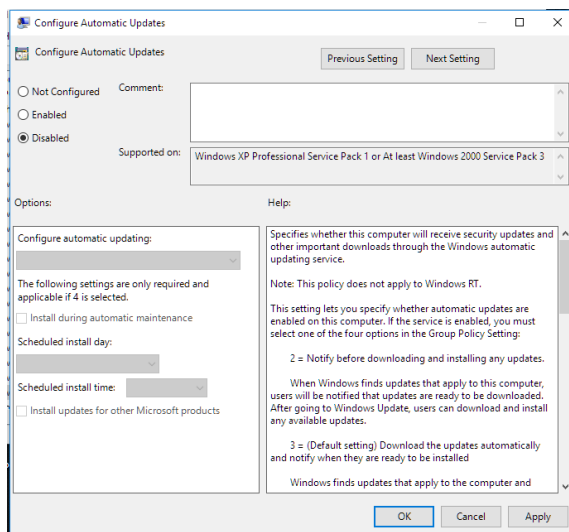 Configure Automatic Updates
Configure Automatic Updates
Previous Setting
Next Setting
Not Configured
Comment:
Enabled
Disabled
Supported on:
Windows XP Professional Service Pack 1 or At least Windows 2000 Service Pack 3
Options:
Help:
Configure automatic updating:
The following settings are only required and
applicable if 4 is selected.
Install during automatic maintenance
Scheduled install day:
Scheduled install time:
Install updates for other Microsoft products
Specifies whether this computer will receive security updates and
other important downloads through the Windows automatic
updating service.
Note: This policy does not apply to Windows RT.
This setting lets you specify whether automatic updates are
enabled on this computer. If the service is enabled, you must
select one of the four options in the Group Policy Setting:
2 = Notify before downloading and installing any updates.
When Windows finds updates that apply to this computer,
users will be notified that updates are ready to be downloaded.
After going to Windows Update, users can download and install
any available updates.
3 = (Default setting) Download the updates automatically
and notify when they are ready to be installed
Windows finds updates that apply to the computer and
OK
Cancel
Apply